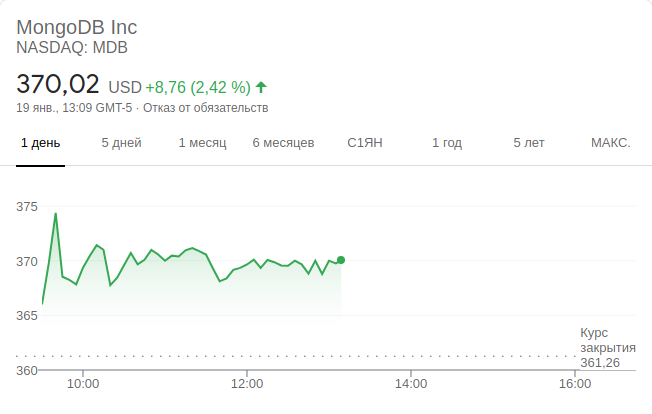 MongoDB Inc
NASDAQ: MDB
370,02 USD +8,76 (2,42 %)
19 янв., 13:09 GMT-5 · Отказ от обязательств
1 день 5 дней 1 месяц 6 месяцев С1ЯН 1 год 5 лет МАКС.
375
370
365
Курс
закрытия
361,26
360
10:00 12:00 14:00 16:00